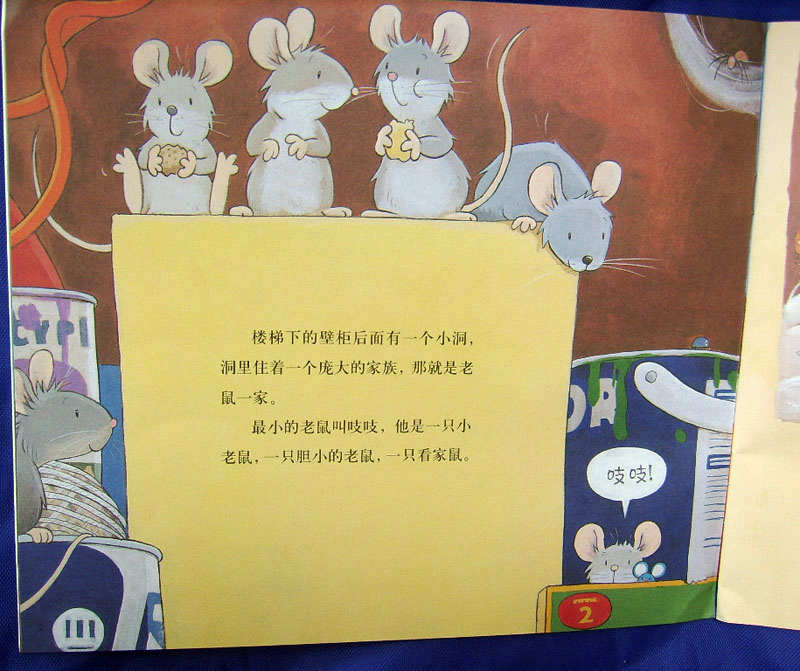 楼梯下的壁柜后面有一个小洞，
洞里住着一个庞大的家族，那就是老
鼠一家。
最小的老鼠叫吱吱，他是一只小
老鼠，一只胆小的老鼠，一只看家鼠。
吱吱！
2